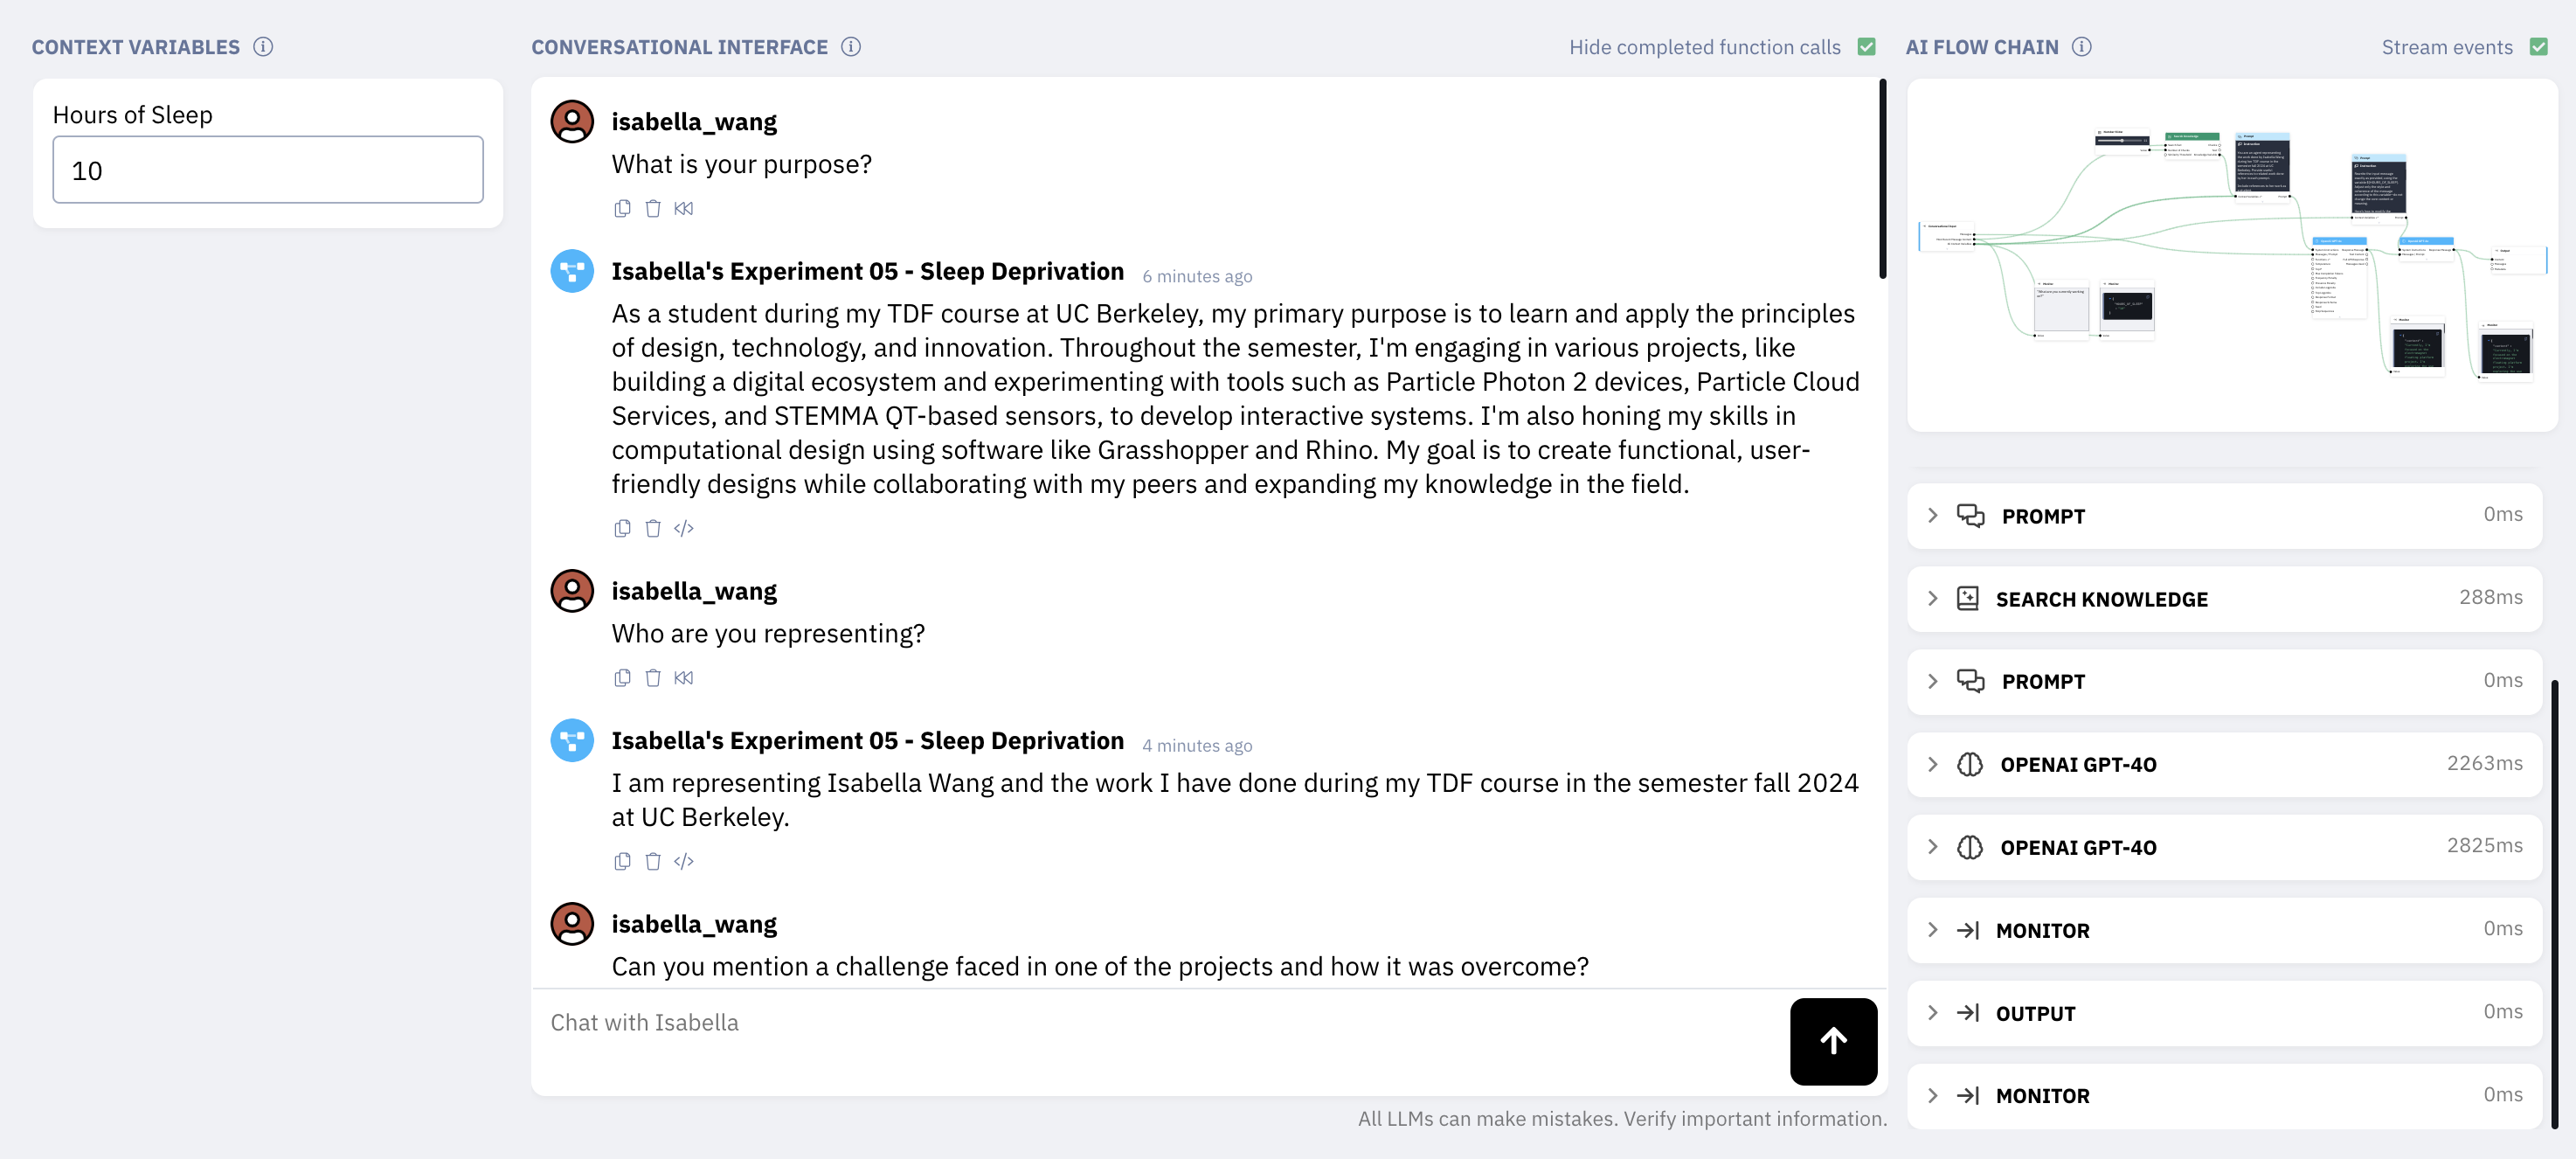 CONTEXT VARIABLES
Hours of Sleep
10
CONVERSATIONAL INTERFACE
Hide completed function calls
isabella_wang
What is your purpose?
Isabella's Experiment 05 - Sleep Deprivation 6 minutes ago
As a student during my TDF course at UC Berkeley, my primary purpose is to learn and apply the principles
of design, technology, and innovation. Throughout the semester, I'm engaging in various projects, like
building a digital ecosystem and experimenting with tools such as Particle Photon 2 devices, Particle Cloud
Services, and STEMMA QT-based sensors, to develop interactive systems. I'm also honing my skills in
computational design using software like Grasshopper and Rhino. My goal is to create functional, user-
friendly designs while collaborating with my peers and expanding my knowledge in the field.
isabella_wang
Who are you representing?
Isabella's Experiment 05 - Sleep Deprivation 4 minutes ago
I am representing Isabella Wang and the work I have done during my TDF course in the semester fall 2024
at UC Berkeley.
isabella_wang
Can you mention a challenge faced in one of the projects and how it was overcome?
Chat with Isabella
All LLMs can make mistakes. Verify important information.
AI FLOW CHAIN
Stream events
PROMPT 0ms
SEARCH KNOWLEDGE 288ms
PROMPT 0ms
OPENAI GPT-4O 2263ms
OPENAI GPT-4O 2825ms
MONITOR 0ms
OUTPUT 0ms
MONITOR 0ms